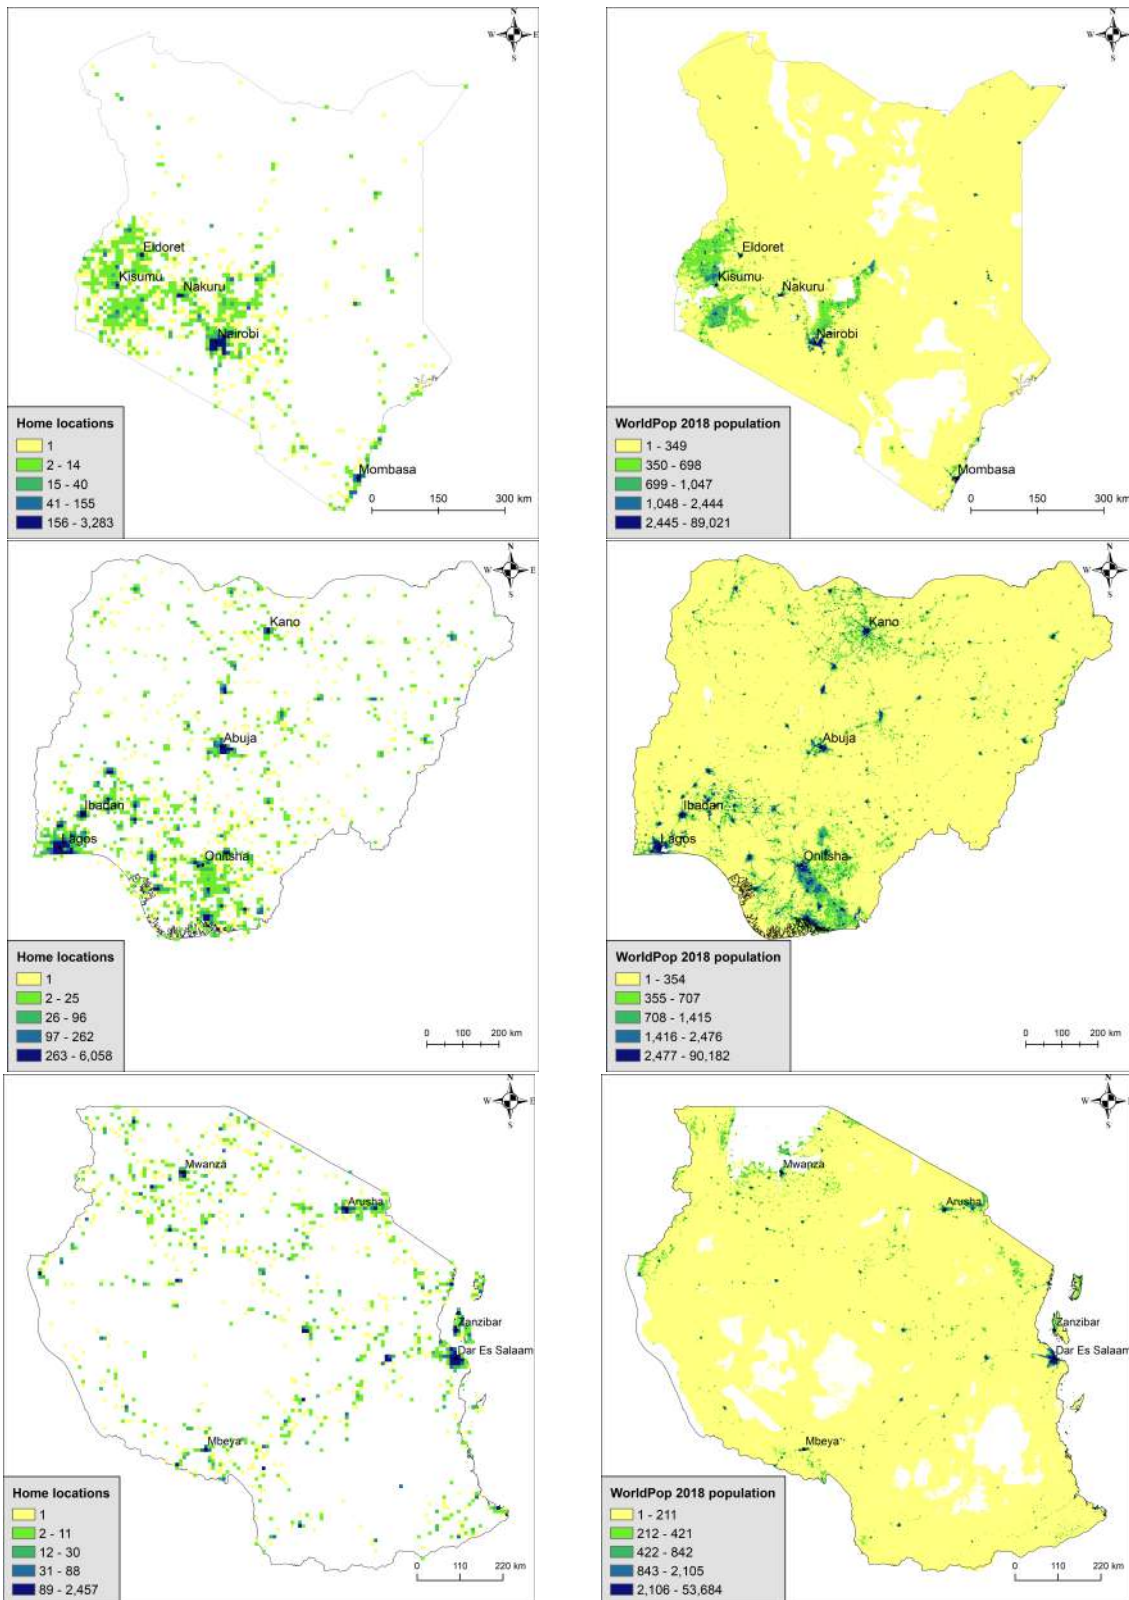 N
W E
S
Eldoret
Kisumu
Nakuru
Nairobi
Mombasa
Home locations
1
2 - 14
15 - 40
41 - 155
156 - 3,283
0 150 300 km
N
W E
S
Eldoret
Kisumu
Nakuru
Nairobi
Mombasa
WorldPop 2018 population
1 - 349
350 - 698
699 - 1,047
1,048 - 2,444
2,445 - 89,021
0 150 300 km
N
W E
S
Kano
Abuja
Ibadan
Lagos
Onitsha
Home locations
1
2 - 25
26 - 96
97 - 262
263 - 6,058
0 100 200 km
N
W E
S
Kano
Abuja
Ibadan
Lagos
Onitsha
WorldPop 2018 population
1 - 354
355 - 707
708 - 1,415
1,416 - 2,476
2,477 - 90,182
0 100 200 km
N
W E
S
Mwanza
Arusha
Zanzibar
Dar Es Salaam
Mbeya
Home locations
1
2 - 11
12 - 30
31 - 88
89 - 2,457
0 110 220 km
N
W E
S
Mwanza
Arusha
Zanzibar
Dar Es Salaam
Mbeya
WorldPop 2018 population
1 - 211
212 - 421
422 - 842
843 - 2,105
2,106 - 53,684
0 110 220 km